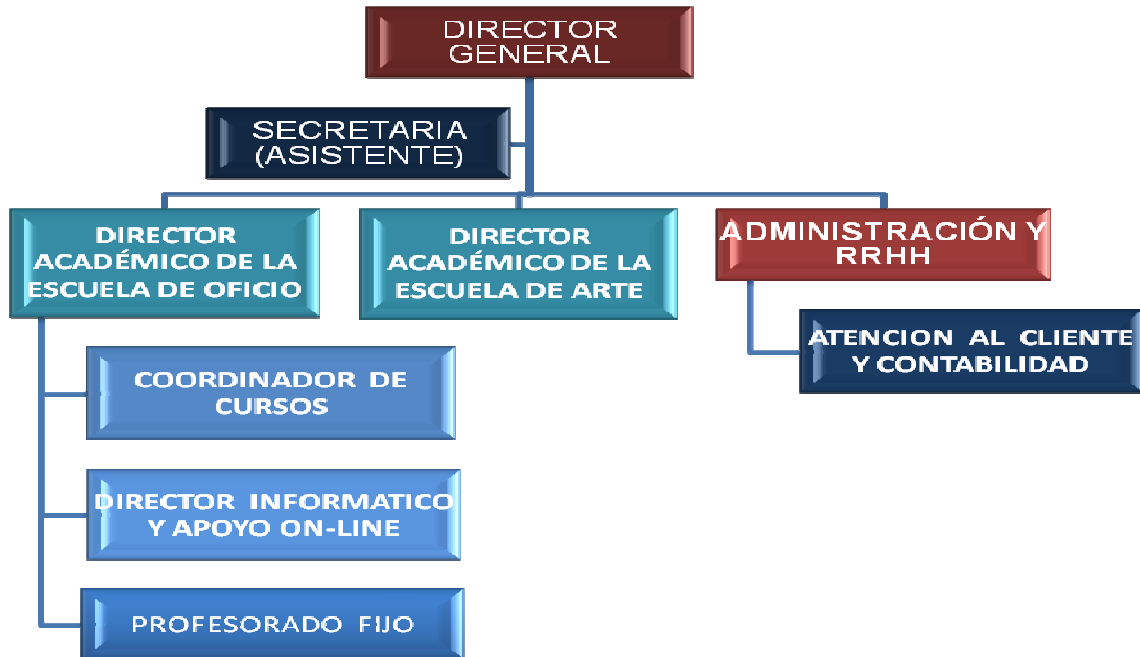 DIRECTOR
GENERAL
SECRETARIA
(ASISTENTE)
DIRECTOR
ACADÉMICO DE LA
ESCUELA DE OFICIO
DIRECTOR
ACADÉMICO DE LA
ESCUELA DE ARTE
ADMINISTRACIÓN Y
RRHH
ATENCION AL CLIENTE
Y CONTABILIDAD
COORDINADOR DE
CURSOS
DIRECTOR INFORMATICO
Y APOYO ON-LINE
PROFESORADO FIJO